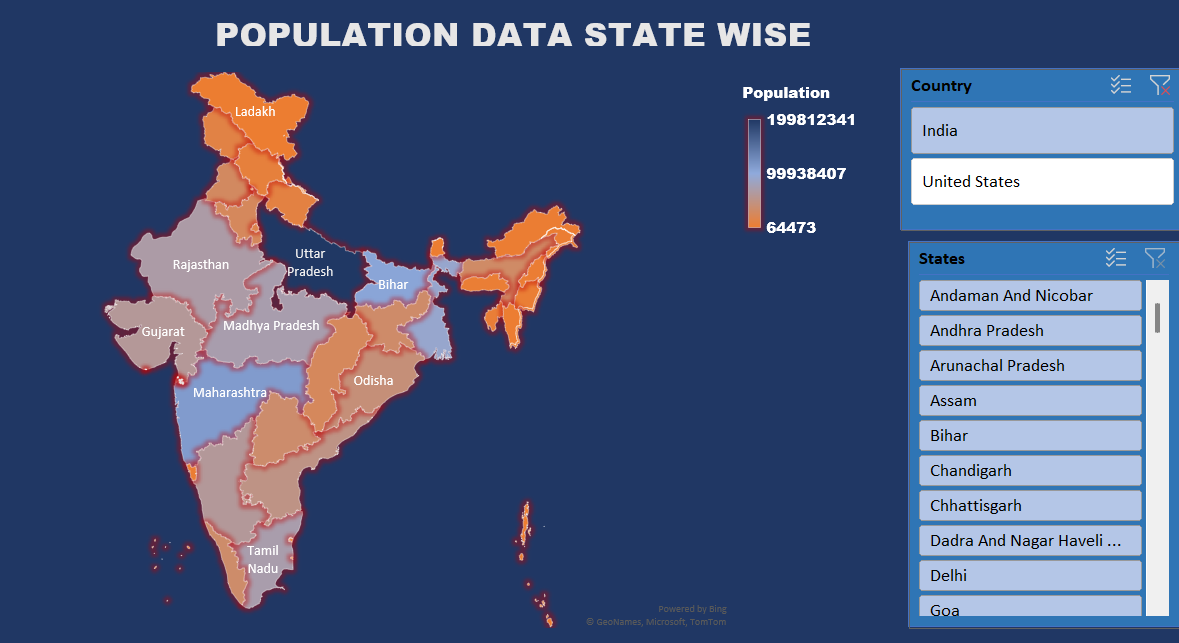 POPULATION DATA STATE WISE
Ladakh
Rajasthan
Uttar
Pradesh
Bihar
Gujarat
Madhya Pradesh
Maharashtra
Odisha
Tamil
Nadu
Population
199812341
99938407
64473
Country
India
United States
States
Andaman And Nicobar
Andhra Pradesh
Arunachal Pradesh
Assam
Bihar
Chandigarh
Chhattisgarh
Dadra And Nagar Haveli ...
Delhi
Goa
Powered by Bing
© GeoNames, Microsoft, TomTom